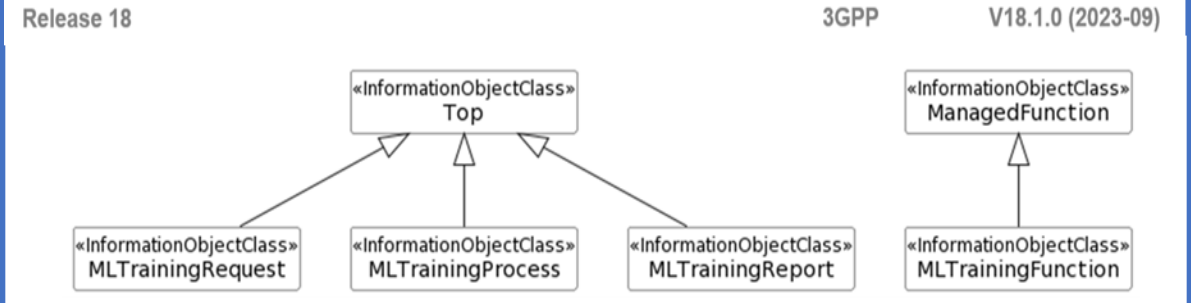 Release 18 3GPP V18.1.0 (2023-09)
«InformationObjectClass» «InformationObjectClass»
Top ManagedFunction
«InformationObjectClass» «InformationObjectClass» «InformationObjectClass» «InformationObjectClass»
MLTrainingRequest MLTrainingProcess MLTrainingReport MLTrainingFunction